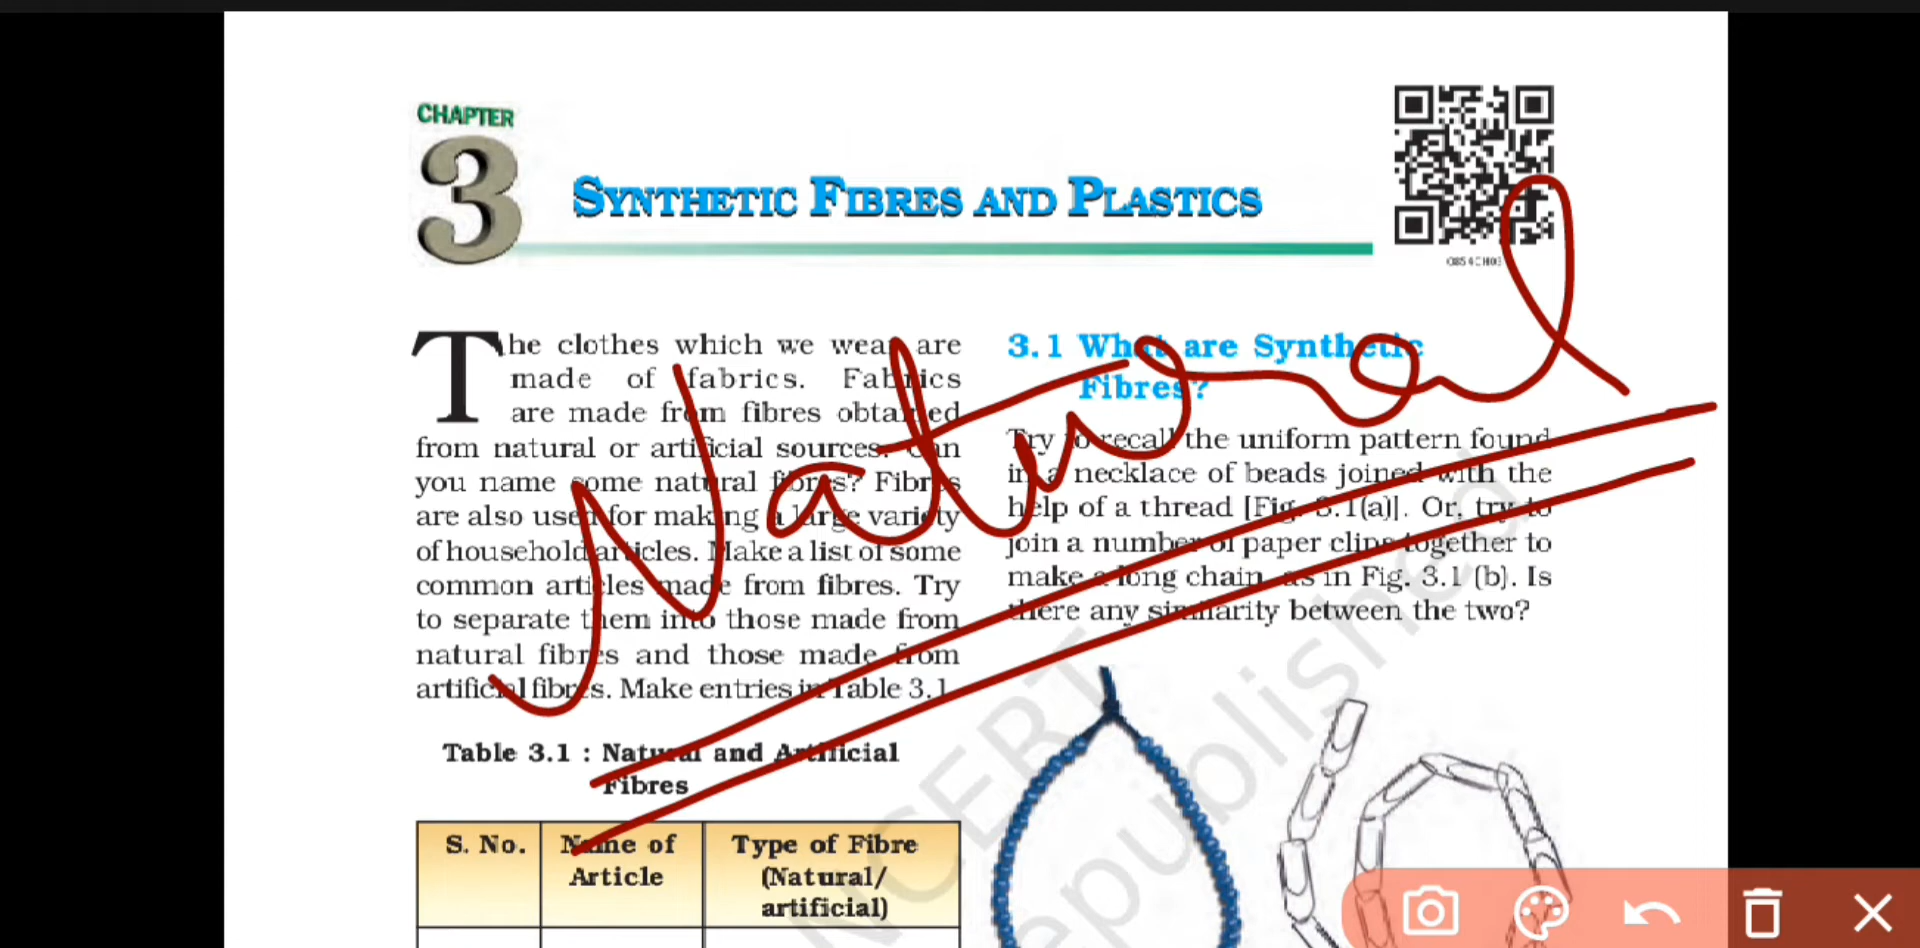 CHAPTER
3
SYNTHETIC FIBRES AND PLASTICS
0854CH03
The clothes which we wear are
made of fabrics. Fabrics
are made from fibres obtained
from natural or artificial sources. Can
you name some natural fibres? Fibres
are also used for making a large variety
of household articles. Make a list of some
common articles made from fibres. Try
to separate them into those made from
natural fibres and those made from
artificial fibres. Make entries in Table 3.1
Table 3.1 : Natural and Artificial
Fibres
S. No.
Name of
Article
Type of Fibre
(Natural/
artificial)
3.1 What are Synthetic
Fibres?
Try to recall the uniform pattern found
in a necklace of beads joined with the
help of a thread [Fig. 3.1(a)]. Or, try to
join a number of paper clips together to
make a long chain, as in Fig. 3.1 (b). Is
there any similarity between the two?
Natural
NCERT
republished